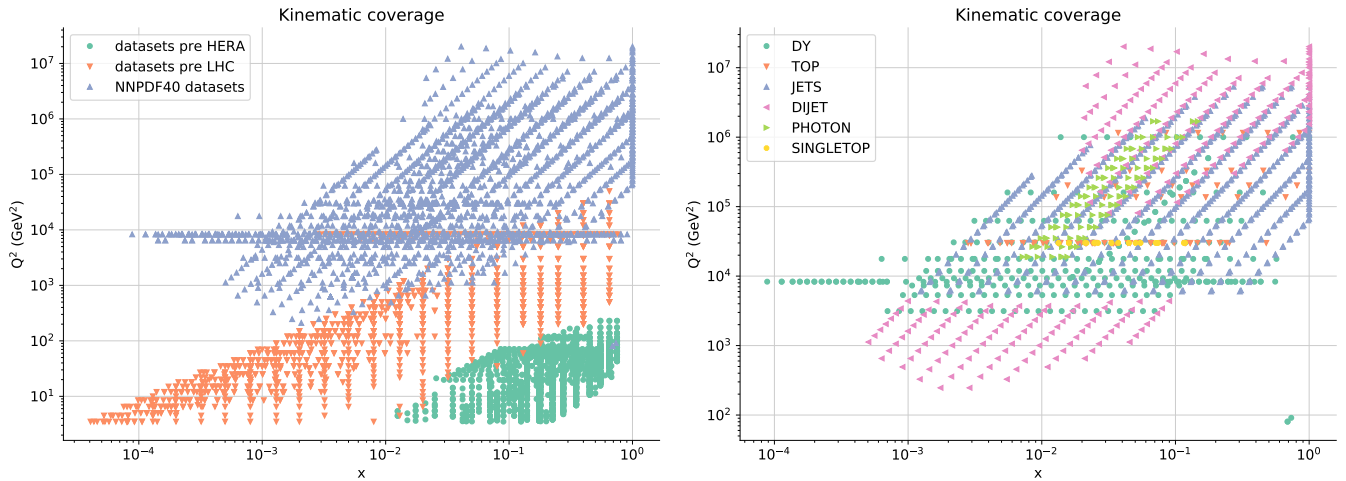 Kinematic coverage
datasets pre HERA
datasets pre LHC
NNPDF40 datasets
Q² (GeV²)
10⁷
10⁶
10⁵
10⁴
10³
10²
10¹
10⁻⁴ 10⁻³ 10⁻² 10⁻¹ 10⁰
x
Kinematic coverage
DY
TOP
JETS
DIJET
PHOTON
SINGLETOP
Q² (GeV²)
10⁷
10⁶
10⁵
10⁴
10³
10²
10⁻⁴ 10⁻³ 10⁻² 10⁻¹ 10⁰
x